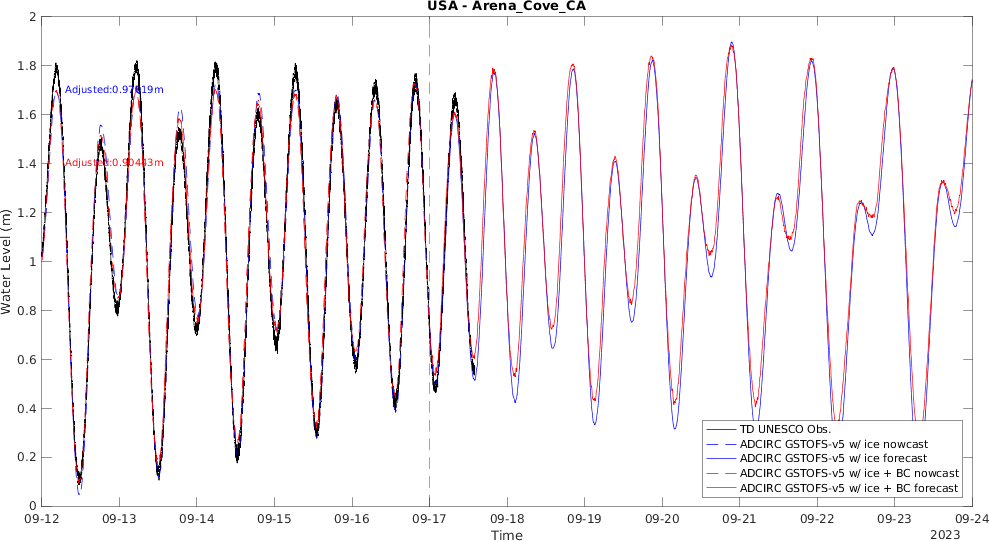 USA - Arena_Cove_CA
2
1.8
1.6
1.4
1.2
1
0.8
0.6
0.4
0.2
0
Water Level (m)
Adjusted:0.97619m
Adjusted:0.90443m
TD UNESCO Obs.
ADCIRC GSTOFS-v5 w/ ice nowcast
ADCIRC GSTOFS-v5 w/ ice forecast
ADCIRC GSTOFS-v5 w/ ice + BC nowcast
ADCIRC GSTOFS-v5 w/ ice + BC forecast
09-12 09-13 09-14 09-15 09-16 09-17 09-18 09-19 09-20 09-21 09-22 09-23 09-24
Time
2023